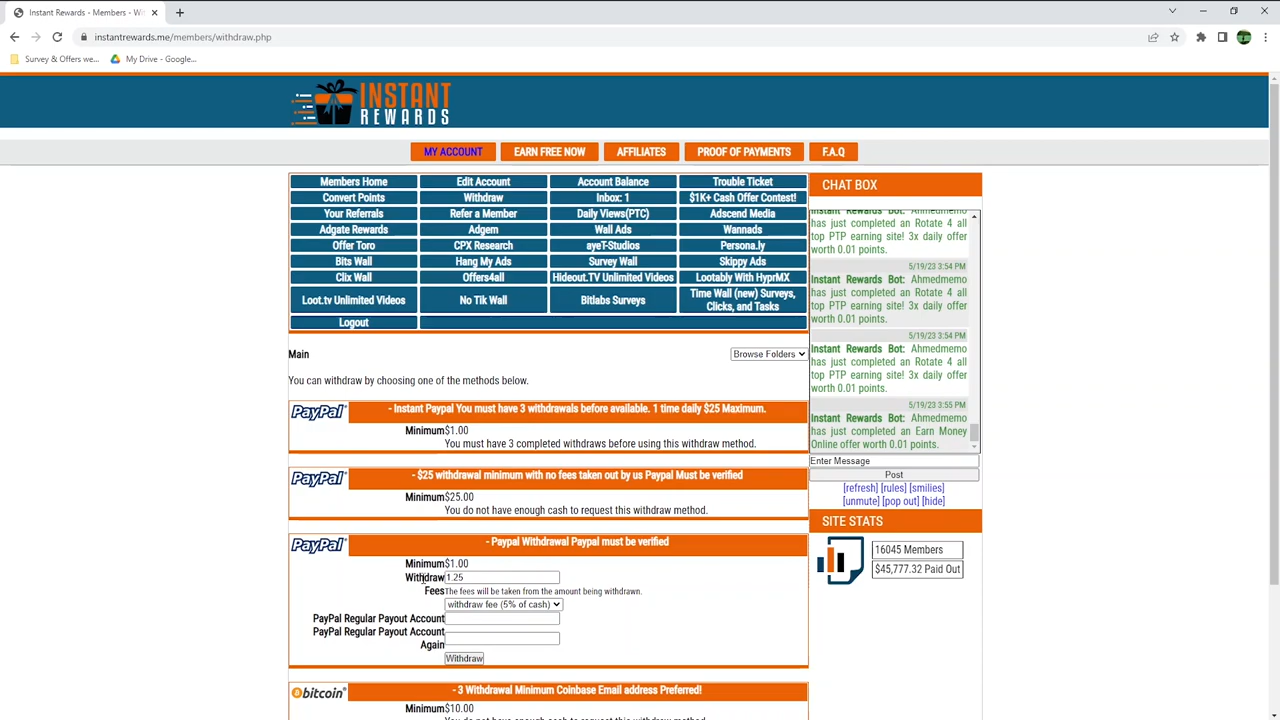 Instant Rewards - Members - Wi
instantrewards.me/members/withdraw.php
Survey & Offers we... My Drive - Google...
INSTANT
REWARDS
MY ACCOUNT EARN FREE NOW AFFILIATES PROOF OF PAYMENTS F.A.Q
Members Home Edit Account Account Balance Trouble Ticket
Convert Points Withdraw Inbox: 1 $1K+ Cash Offer Contest!
Your Referrals Refer a Member Daily Views(PTC) Adscend Media
Adgate Rewards Adgem Wall Ads Wannads
Offer Toro CPX Research ayeT-Studios Persona.ly
Bits Wall Hang My Ads Survey Wall Skippy Ads
Clix Wall Offers4all Hideout.TV Unlimited Videos Lootably With HyprMX
Loot.tv Unlimited Videos No Tik Wall Bitlabs Surveys Time Wall (new) Surveys,
Clicks, and Tasks
Logout
Main Browse Folders
You can withdraw by choosing one of the methods below.
PayPal - Instant Paypal You must have 3 withdrawals before available. 1 time daily $25 Maximum.
Minimum $1.00
You must have 3 completed withdraws before using this withdraw method.
PayPal - $25 withdrawal minimum with no fees taken out by us Paypal Must be verified
Minimum $25.00
You do not have enough cash to request this withdraw method.
PayPal - Paypal Withdrawal Paypal must be verified
Minimum $1.00
Withdraw 1.25
Fees The fees will be taken from the amount being withdrawn.
withdraw fee (5% of cash)
PayPal Regular Payout Account
PayPal Regular Payout Account
Again
Withdraw
bitcoin - 3 Withdrawal Minimum Coinbase Email address Preferred!
Minimum $10.00
You do not have enough cash to request this withdraw method.
CHAT BOX
Instant Rewards Bot: Ahmedmemo
has just completed an Rotate 4 all
top PTP earning site! 3x daily offer
worth 0.01 points.
5/19/23 3:54 PM
Instant Rewards Bot: Ahmedmemo
has just completed an Rotate 4 all
top PTP earning site! 3x daily offer
worth 0.01 points.
5/19/23 3:54 PM
Instant Rewards Bot: Ahmedmemo
has just completed an Rotate 4 all
top PTP earning site! 3x daily offer
worth 0.01 points.
5/19/23 3:55 PM
Instant Rewards Bot: Ahmedmemo
has just completed an Earn Money
Online offer worth 0.01 points.
Enter Message
Post
[refresh] [rules] [smilies]
[unmute] [pop out] [hide]
SITE STATS
16045 Members
$45,777.32 Paid Out